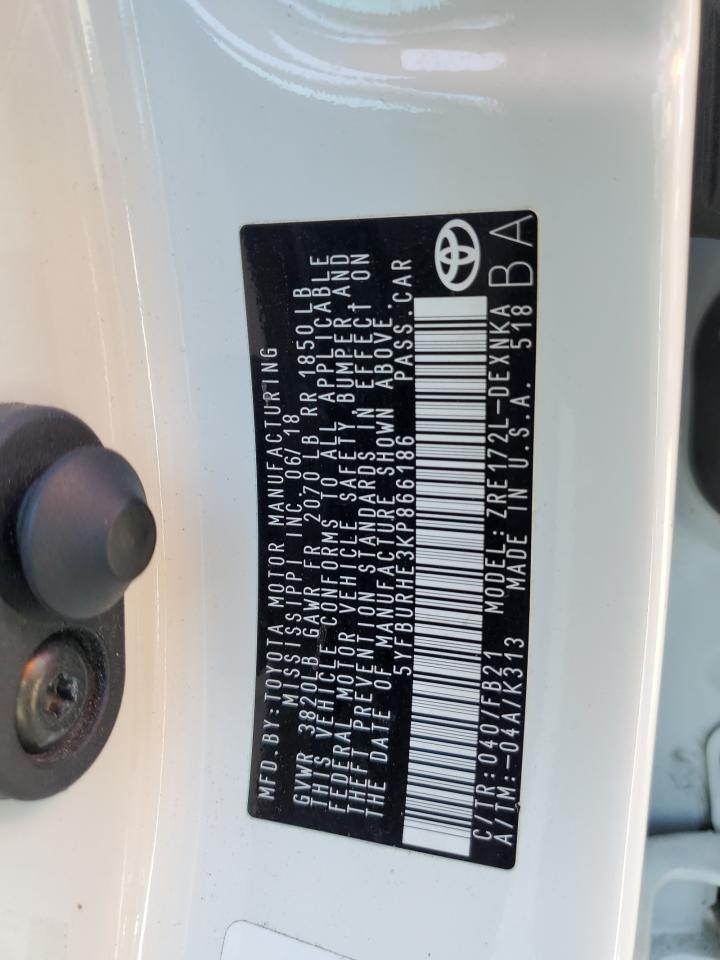 MFD.BY:TOYOTA MOTOR MANUFACTURING
MISSISSIPPI INC. 06/18
GVWR 3820LB GAWR FR 2070 LB RR 1850 LB
THIS VEHICLE CONFORMS TO ALL APPLICABLE
FEDERAL MOTOR VEHICLE SAFETY,BUMPER,AND
THEFT PREVENTION STANDARDS IN EFFECT ON
THE DATE OF MANUFACTURE SHOWN ABOVE.
5YFBURHE3KP866186 PASS.CAR
C/TR:040/FB21 MODEL:ZRE172L-DEXNKA
A/TM:-04A/K313 MADE IN U.S.A. 518
BA